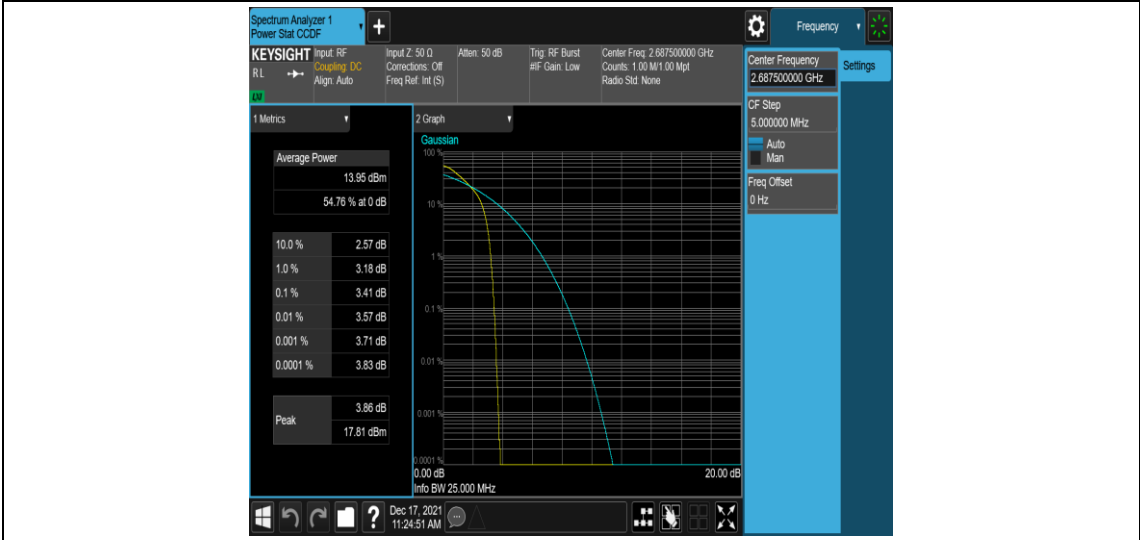 Spectrum Analyzer 1
Power Stat CCDF
+
Frequency
KEYSIGHT
RL
LV
Input: RF
Coupling: DC
Align: Auto
Input Z: 50 Ω
Corrections: Off
Freq Ref: Int (S)
Atten: 50 dB
Trig: RF Burst
#IF Gain: Low
Center Freq: 2.687500000 GHz
Counts: 1.00 M/1.00 Mpt
Radio Std: None
Center Frequency
2.687500000 GHz
Settings
CF Step
5.000000 MHz
Auto
Man
Freq Offset
0 Hz
1 Metrics
Average Power
13.95 dBm
54.76 % at 0 dB
10.0 % 2.57 dB
1.0 % 3.18 dB
0.1 % 3.41 dB
0.01 % 3.57 dB
0.001 % 3.71 dB
0.0001 % 3.83 dB
Peak
3.86 dB
17.81 dBm
2 Graph
Gaussian
100 %
10 %
1 %
0.1 %
0.01 %
0.001 %
0.0001 %
0.00 dB 20.00 dB
Info BW 25.000 MHz
?
Dec 17, 2021
11:24:51 AM